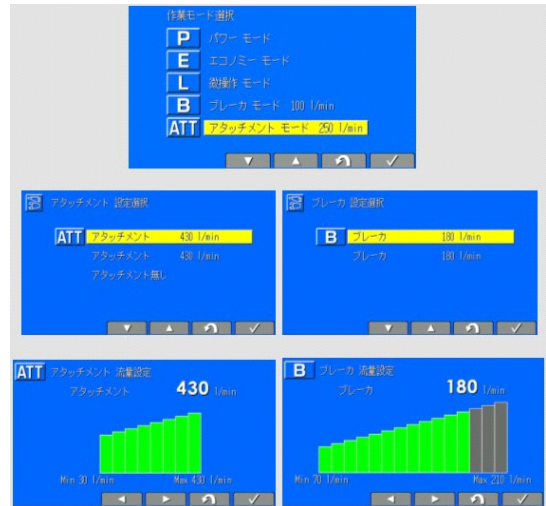 作業モード選択
P パワー モード
E エコノミー モード
L 微操作 モード
B ブレーカ モード 100 l/min
ATT アタッチメント モード 250 l/min
アタッチメント 設定選択
ATT アタッチメント 430 l/min
アタッチメント 430 l/min
アタッチメント無し
ブレーカ 設定選択
B ブレーカ 180 l/min
ブレーカ 180 l/min
ATT アタッチメント 流量設定
アタッチメント 430 l/min
Min 30 l/min Max 430 l/min
B ブレーカ 流量設定
ブレーカ 180 l/min
Min 70 l/min Max 210 l/min